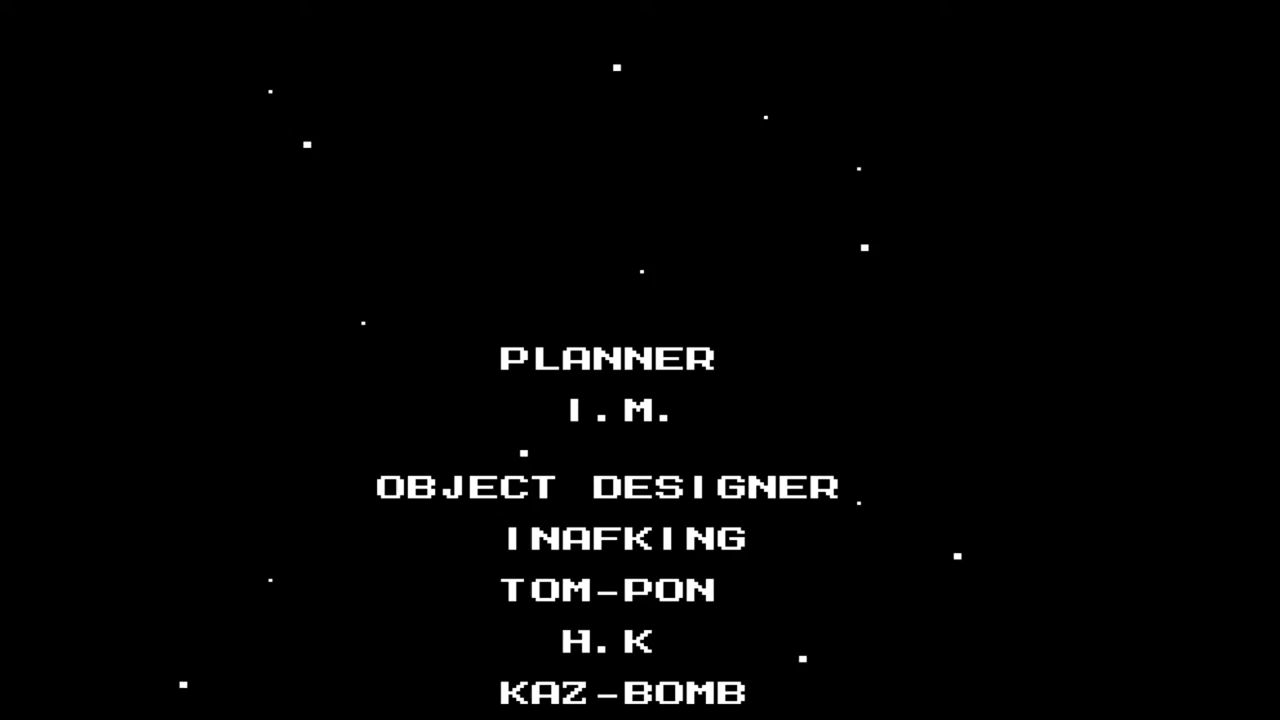 PLANNER
I.M.
OBJECT DESIGNER
INAFKING
TOM-PON
H.K
KAZ-BOMB